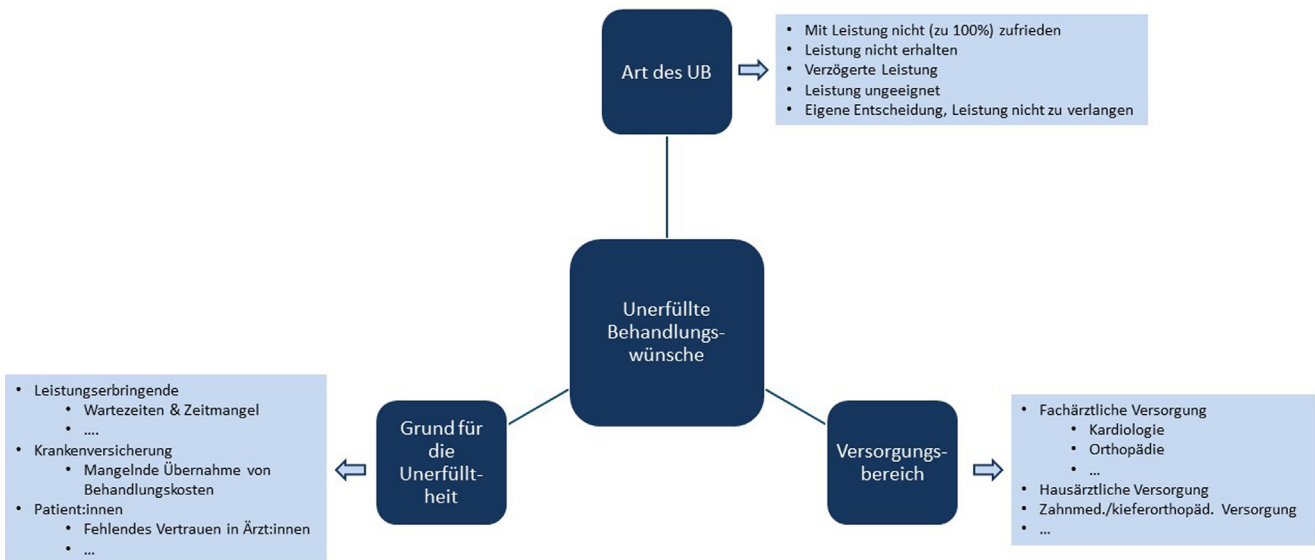 Art des UB
• Mit Leistung nicht (zu 100%) zufrieden
• Leistung nicht erhalten
• Verzögerte Leistung
• Leistung ungeeignet
• Eigene Entscheidung, Leistung nicht zu verlangen
Unerfüllte
Behandlungs-
wünsche
• Leistungserbringende
• Wartezeiten & Zeitmangel
• ....
• Krankenversicherung
• Mangelnde Übernahme von
Behandlungskosten
• Patient:innen
• Fehlendes Vertrauen in Ärzt:innen
• ...
Grund für
die
Unerfüllt-
heit
Versorgungs-
bereich
• Fachärztliche Versorgung
• Kardiologie
• Orthopädie
• ...
• Hausärztliche Versorgung
• Zahnmed./kieferorthopäd. Versorgung
• ...